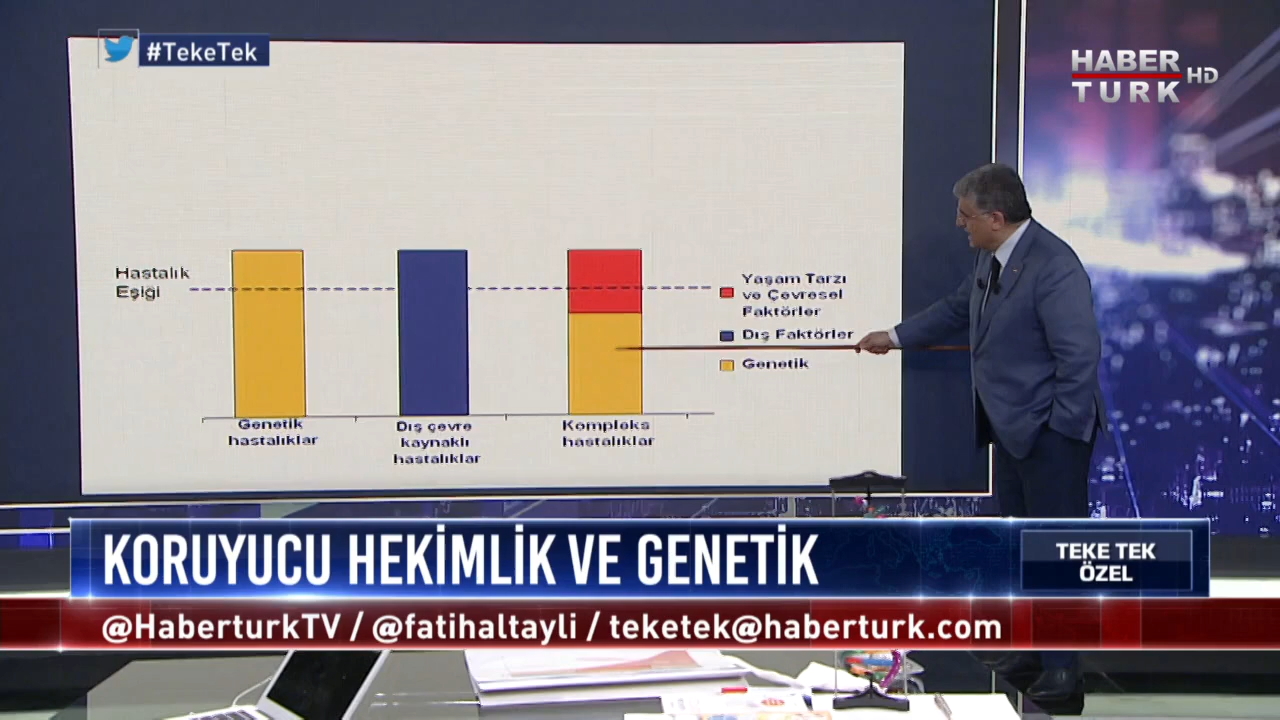 #TekeTek
HABER
TURK HD
Hastalık
Eşiği
Yaşam Tarzı
ve Çevresel
Faktörler
Dış Faktörler
Genetik
Genetik
hastalıklar
Dış çevre
kaynaklı
hastalıklar
Kompleks
hastalıklar
KORUYUCU HEKİMLİK VE GENETİK
TEKE TEK
ÖZEL
@HaberturkTV / @fatihaltayli / teketek@haberturk.com